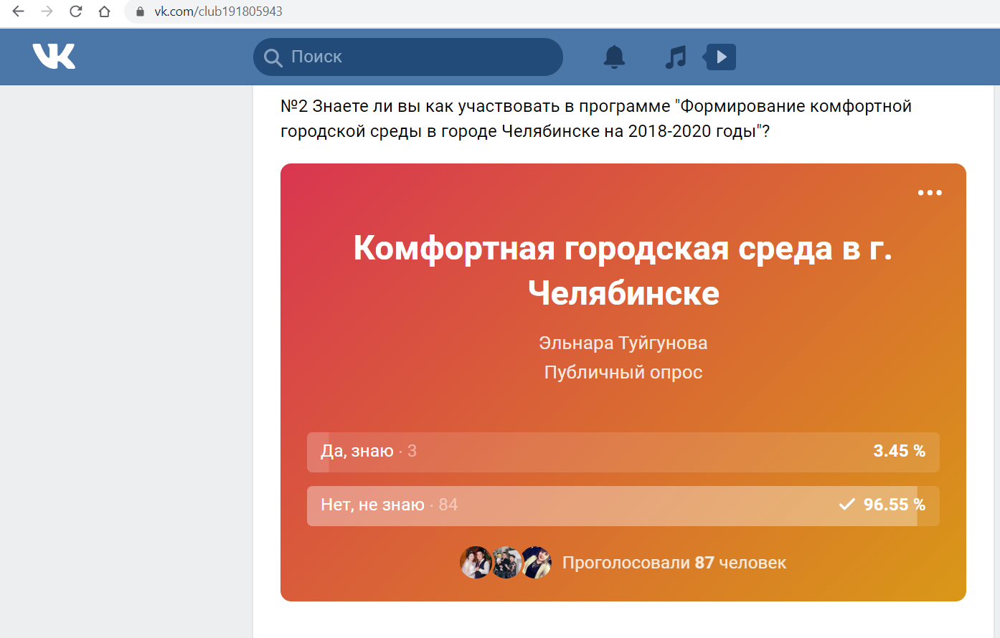 vk.com/club191805943
VK
Поиск
№2 Знаете ли вы как участвовать в программе "Формирование комфортной
городской среды в городе Челябинске на 2018-2020 годы"?
Комфортная городская среда в г.
Челябинске
Эльнара Туйгунова
Публичный опрос
Да, знаю · 3 3.45 %
Нет, не знаю · 84 96.55 %
Проголосовали 87 человек